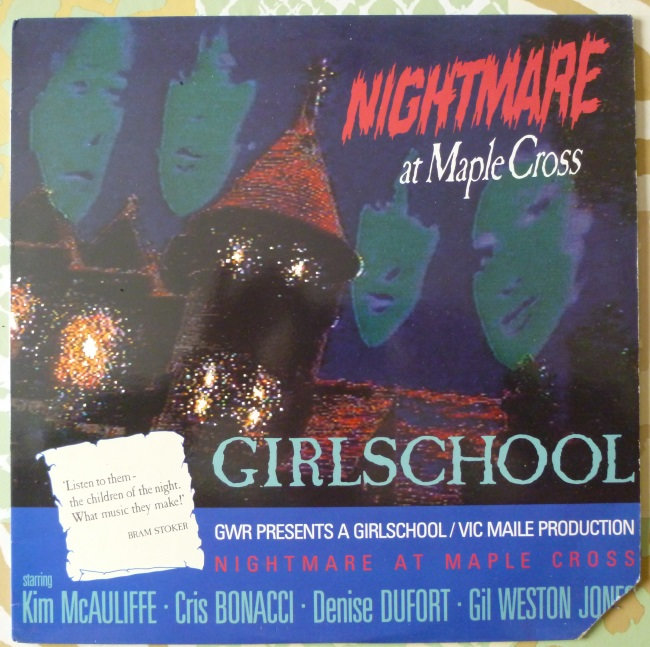 NIGHTMARE
at Maple Cross
GIRLSCHOOL
'Listen to them -
the children of the night.
What music they make!'
BRAM STOKER
GWR PRESENTS A GIRLSCHOOL / VIC MAILE PRODUCTION
NIGHTMARE AT MAPLE CROSS
starring
Kim McAULIFFE · Cris BONACCI · Denise DUFORT · Gil WESTON JONES